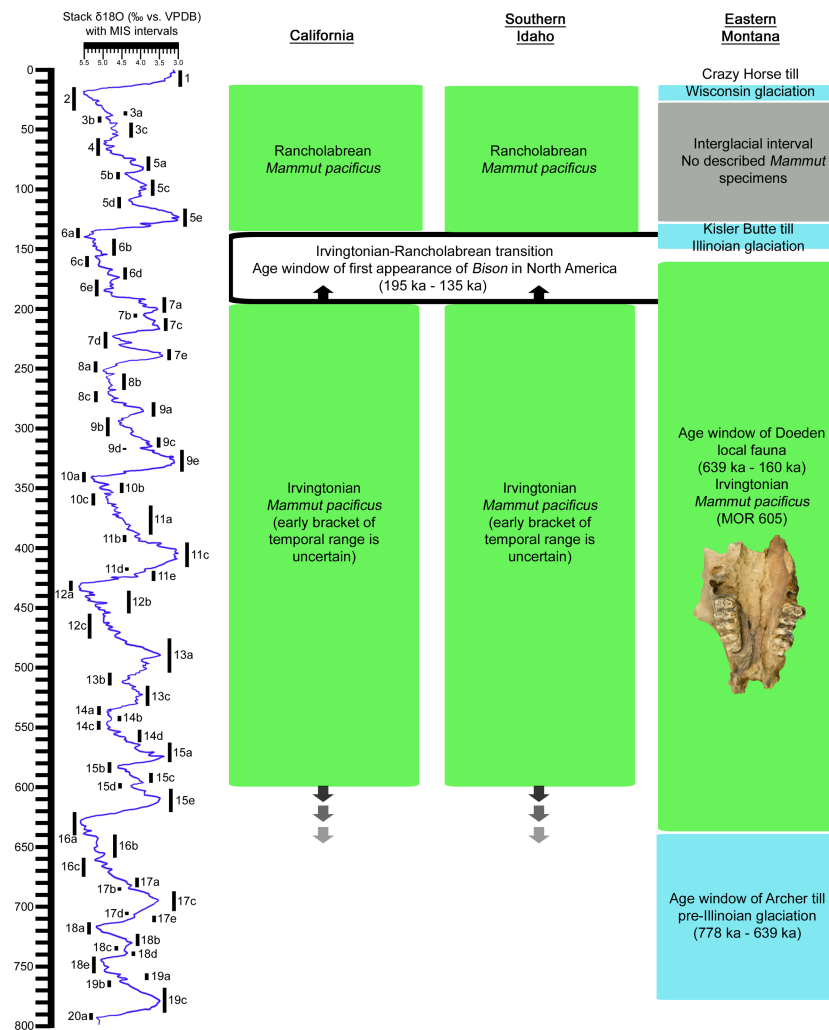 Stack δ18O (‰ vs. VPDB)
with MIS intervals
5.5 5.0 4.5 4.0 3.5 3.0
California
Southern
Idaho
Eastern
Montana
0
50
100
150
200
250
300
350
400
450
500
550
600
650
700
750
800
1
2
3a
3b
3c
4
5a
5b
5c
5d
5e
6a
6b
6c
6d
6e
7a
7b
7c
7d
7e
8a
8b
8c
9a
9b
9c
9d
9e
10a
10b
10c
11a
11b
11c
11d
11e
12a
12b
12c
13a
13b
13c
14a
14b
14c
14d
15a
15b
15c
15d
15e
16a
16b
16c
17a
17b
17c
17d
17e
18a
18b
18c
18d
18e
19a
19b
19c
20a
Rancholabrean
Mammut pacificus
Rancholabrean
Mammut pacificus
Crazy Horse till
Wisconsin glaciation
Interglacial interval
No described Mammut
specimens
Kisler Butte till
Illinoian glaciation
Irvingtonian-Rancholabrean transition
Age window of first appearance of Bison in North America
(195 ka - 135 ka)
Irvingtonian
Mammut pacificus
(early bracket of
temporal range is
uncertain)
Irvingtonian
Mammut pacificus
(early bracket of
temporal range is
uncertain)
Age window of Doeden
local fauna
(639 ka - 160 ka)
Irvingtonian
Mammut pacificus
(MOR 605)
Age window of Archer till
pre-Illinoian glaciation
(778 ka - 639 ka)